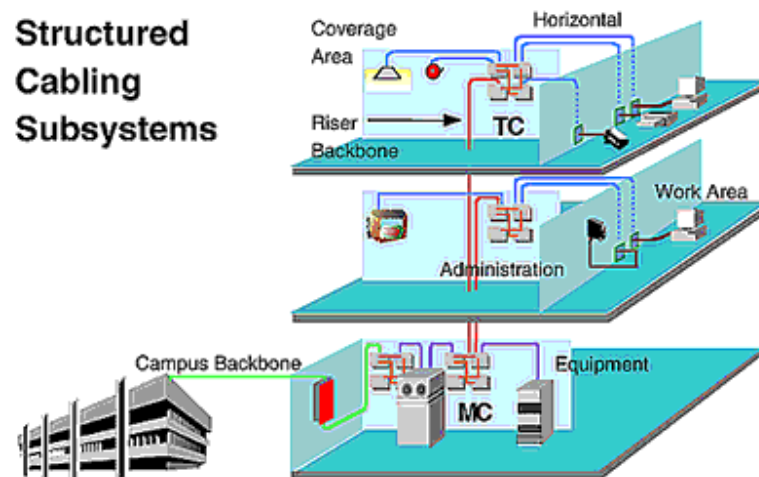 Structured
Cabling
Subsystems
Coverage
Area
Horizontal
Riser
Backbone
TC
Work Area
Administration
Campus Backbone
Equipment
MC